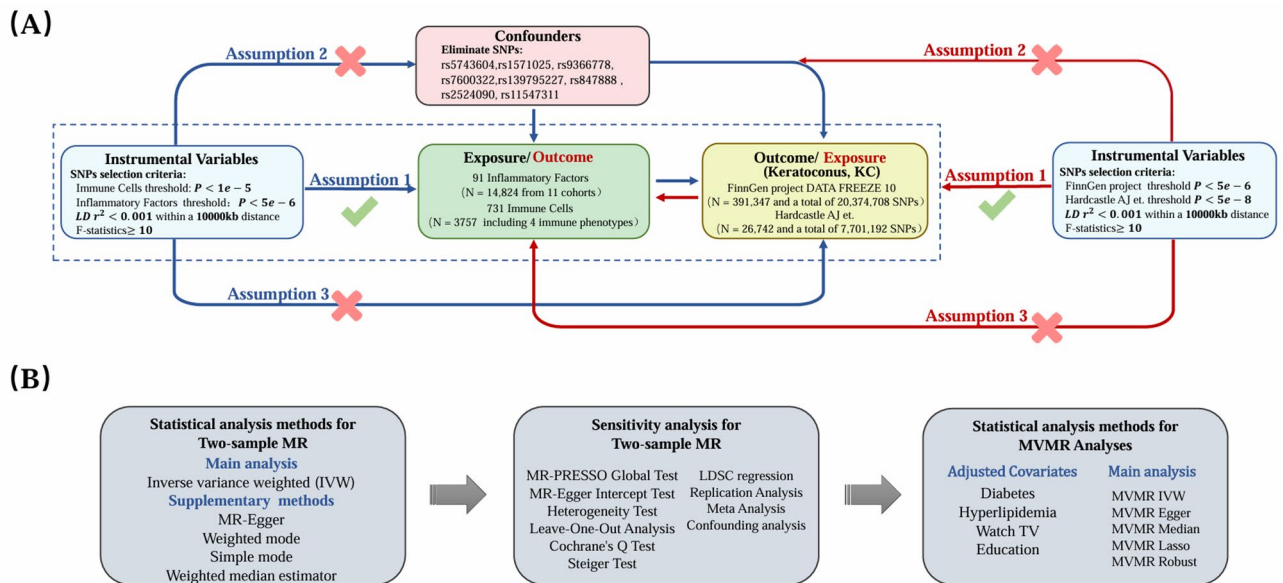 (A)
Confounders
Eliminate SNPs:
rs5743604,rs1571025, rs9366778,
rs7600322,rs139795227, rs847888 ,
rs2524090, rs11547311
Assumption 2
Assumption 2
Instrumental Variables
SNPs selection criteria:
Immune Cells threshold: P < 1e − 5
Inflammatory Factors threshold: P < 5e − 6
LD r² < 0.001 within a 10000kb distance
F-statistics≥ 10
Assumption 1
Exposure/ Outcome
91 Inflammatory Factors
(N = 14,824 from 11 cohorts)
731 Immune Cells
(N = 3757 including 4 immune phenotypes)
Outcome/ Exposure
(Keratoconus, KC)
FinnGen project DATA FREEZE 10
(N = 391,347 and a total of 20,374,708 SNPs)
Hardcastle AJ et.
(N = 26,742 and a total of 7,701,192 SNPs)
Assumption 1
Instrumental Variables
SNPs selection criteria:
FinnGen project threshold P < 5e − 6
Hardcastle AJ et. threshold P < 5e − 8
LD r² < 0.001 within a 10000kb distance
F-statistics≥ 10
Assumption 3
Assumption 3
(B)
Statistical analysis methods for
Two-sample MR
Main analysis
Inverse variance weighted (IVW)
Supplementary methods
MR-Egger
Weighted mode
Simple mode
Weighted median estimator
Sensitivity analysis for
Two-sample MR
MR-PRESSO Global Test
MR-Egger Intercept Test
Heterogeneity Test
Leave-One-Out Analysis
Cochrane's Q Test
Steiger Test
LDSC regression
Replication Analysis
Meta Analysis
Confounding analysis
Statistical analysis methods for
MVMR Analyses
Adjusted Covariates
Diabetes
Hyperlipidemia
Watch TV
Education
Main analysis
MVMR IVW
MVMR Egger
MVMR Median
MVMR Lasso
MVMR Robust